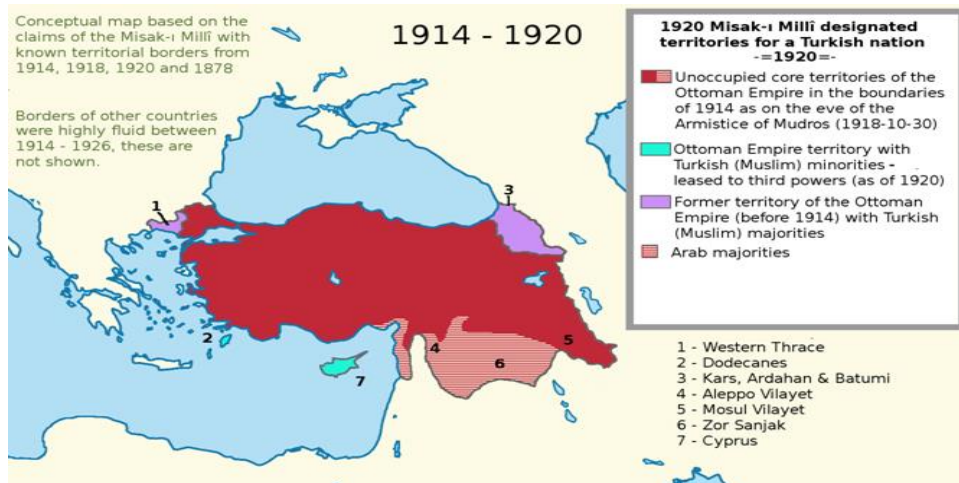 Conceptual map based on the
claims of the Misak-ı Millî with
known territorial borders from
1914, 1918, 1920 and 1878
Borders of other countries
were highly fluid between
1914 - 1926, these are
not shown.
1914 - 1920
1920 Misak-ı Millî designated
territories for a Turkish nation
-=1920=-
Unoccupied core territories of the
Ottoman Empire in the boundaries
of 1914 as on the eve of the
Armistice of Mudros (1918-10-30)
Ottoman Empire territory with
Turkish (Muslim) minorities -
leased to third powers (as of 1920)
Former territory of the Ottoman
Empire (before 1914) with Turkish
(Muslim) majorities
Arab majorities
1
3
2
7
4
6
5
1 - Western Thrace
2 - Dodecanes
3 - Kars, Ardahan & Batumi
4 - Aleppo Vilayet
5 - Mosul Vilayet
6 - Zor Sanjak
7 - Cyprus